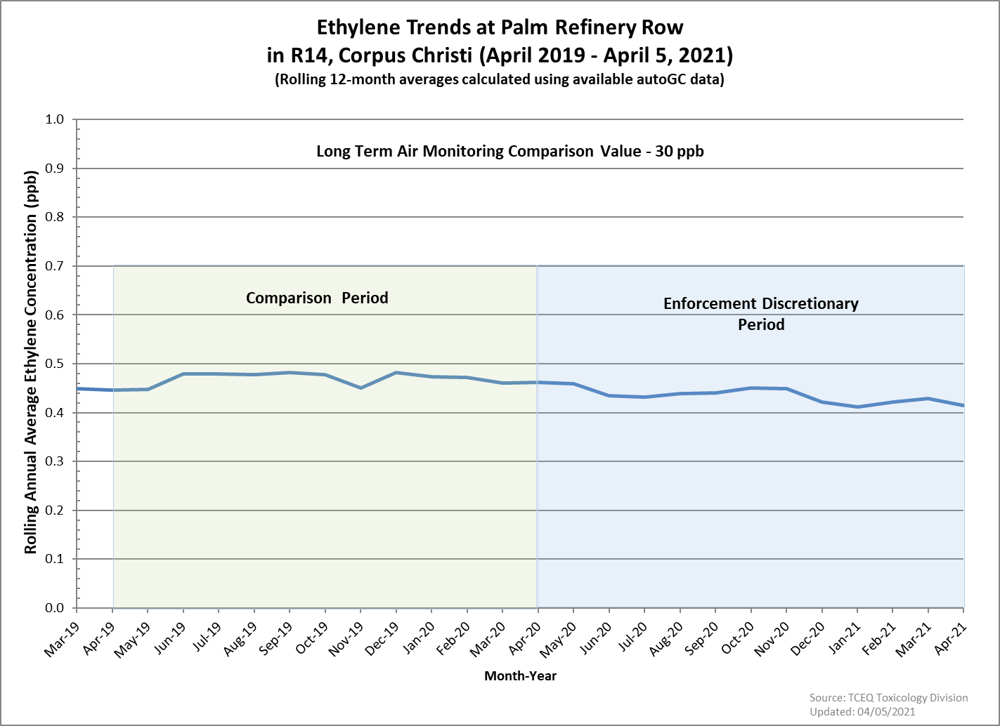 Ethylene Trends at Palm Refinery Row
in R14, Corpus Christi (April 2019 - April 5, 2021)
(Rolling 12-month averages calculated using available autoGC data)
Rolling Annual Average Ethylene Concentration (ppb)
1.0
0.9
0.8
0.7
0.6
0.5
0.4
0.3
0.2
0.1
0.0
Long Term Air Monitoring Comparison Value - 30 ppb
Comparison Period
Enforcement Discretionary
Period
Mar-19
Apr-19
May-19
Jun-19
Jul-19
Aug-19
Sep-19
Oct-19
Nov-19
Dec-19
Jan-20
Feb-20
Mar-20
Apr-20
May-20
Jun-20
Jul-20
Aug-20
Sep-20
Oct-20
Nov-20
Dec-20
Jan-21
Feb-21
Mar-21
Apr-21
Month-Year
Source: TCEQ Toxicology Division
Updated: 04/05/2021